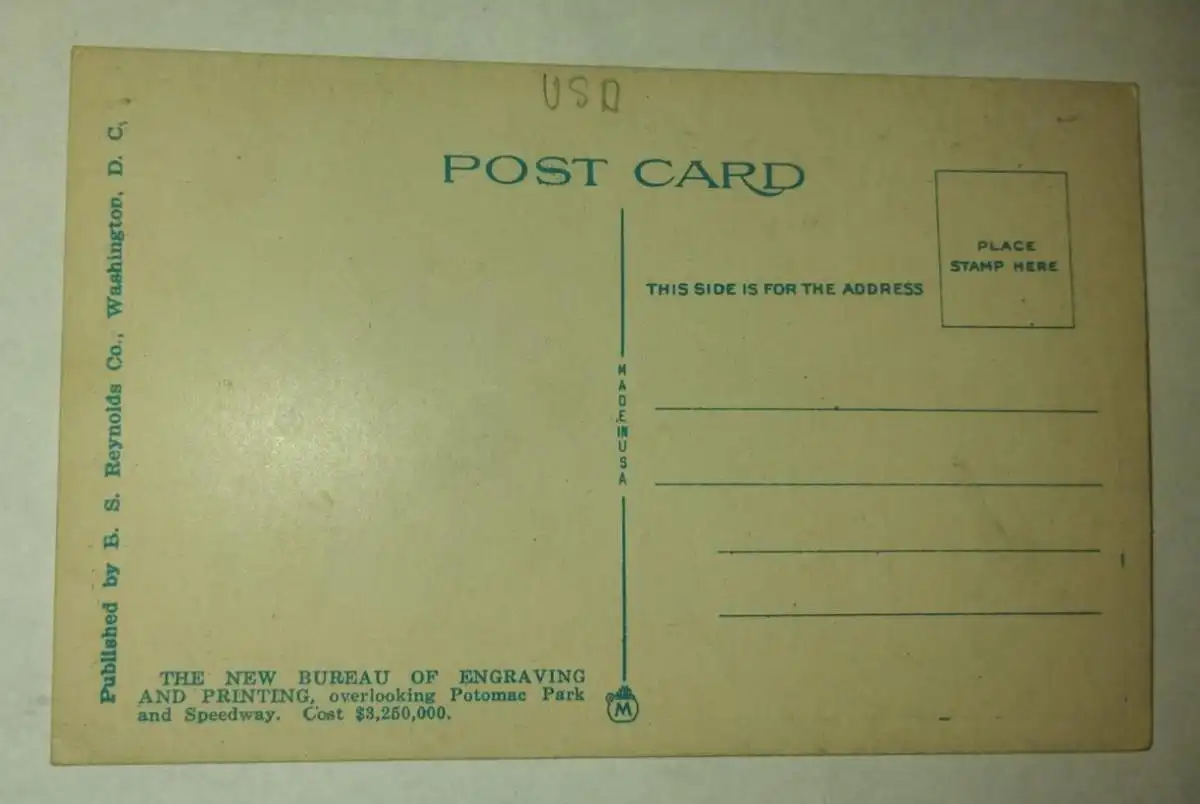 USD
POST CARD
Published by B. S. Reynolds Co., Washington, D. C.
PLACE
STAMP HERE
THIS SIDE IS FOR THE ADDRESS
MADE IN USA
THE NEW BUREAU OF ENGRAVING
AND PRINTING, overlooking Potomac Park
and Speedway. Cost $3,250,000.
M